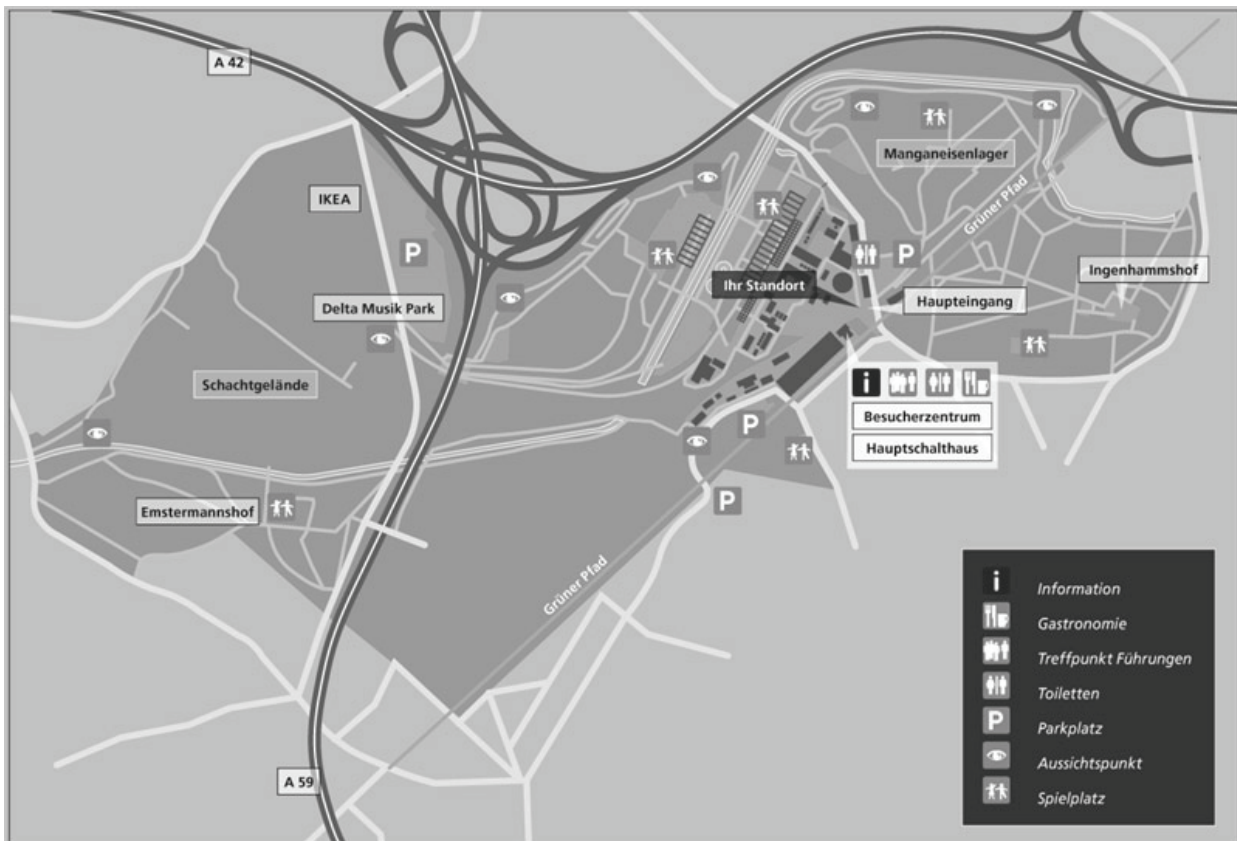 A 42
Manganeisenlager
IKEA
P
P
Grüner Pfad
Ingenhammshof
Ihr Standort
Haupteingang
Delta Musik Park
Schachtgelände
i
Besucherzentrum
P
Hauptschalthaus
P
Emstermannshof
Grüner Pfad
A 59
i Information
Gastronomie
Treffpunkt Führungen
Toiletten
P Parkplatz
Aussichtspunkt
Spielplatz